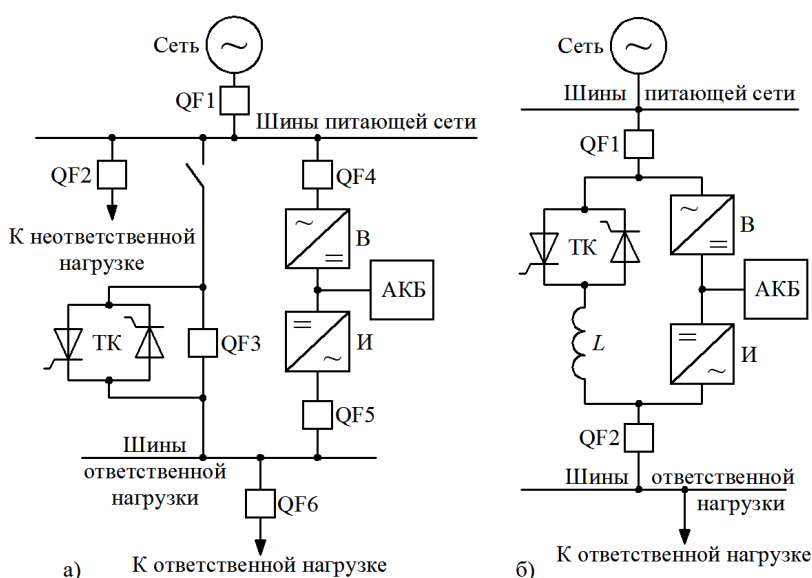 Сеть
QF1
Шины питающей сети
QF2
QF4
К неответственной
нагрузке
В
АКБ
ТК
QF3
И
QF5
Шины
ответственной
нагрузки
QF6
а)
К ответственной нагрузке
Сеть
Шины питающей сети
QF1
ТК
В
АКБ
L
И
QF2
Шины ответственной
нагрузки
б)
К ответственной нагрузке